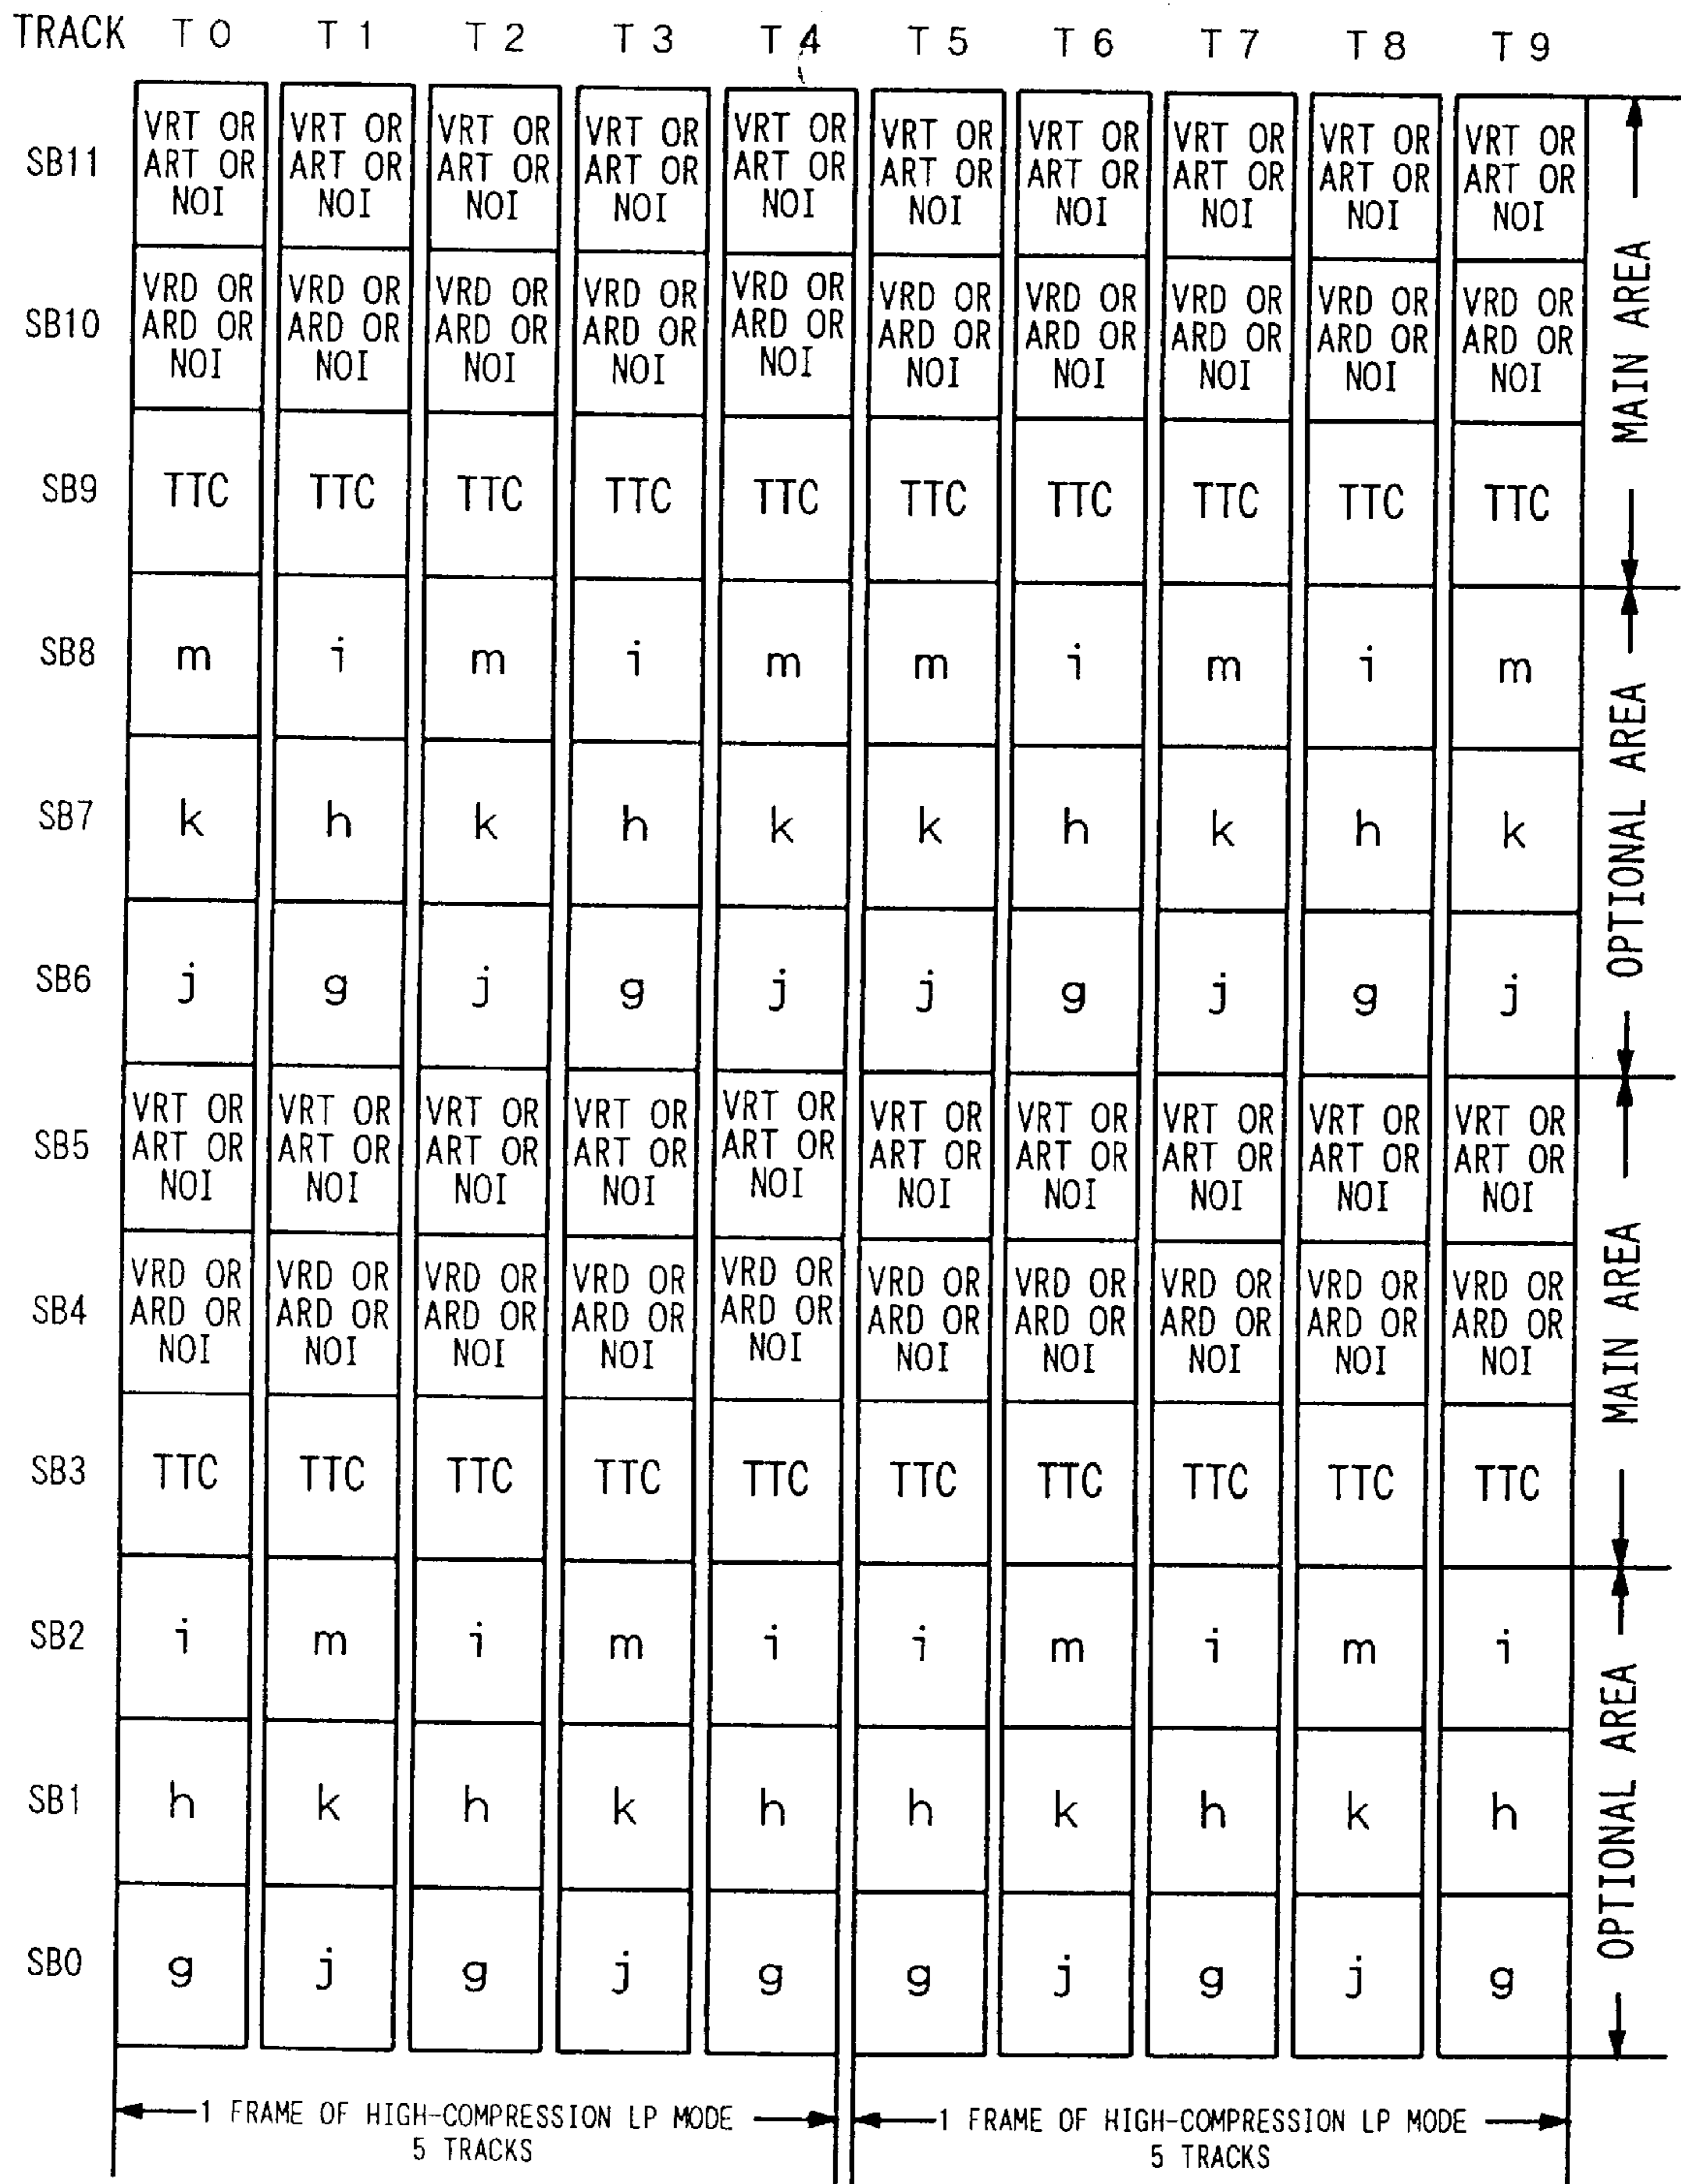 TRACK T0 T1 T2 T3 T4 T5 T6 T7 T8 T9
SB11
VRT OR VRT OR VRT OR VRT OR VRT OR VRT OR VRT OR VRT OR VRT OR VRT OR
ART OR ART OR ART OR ART OR ART OR ART OR ART OR ART OR ART OR ART OR
NOI NOI NOI NOI NOI NOI NOI NOI NOI NOI
SB10
VRD OR VRD OR VRD OR VRD OR VRD OR VRD OR VRD OR VRD OR VRD OR VRD OR
ARD OR ARD OR ARD OR ARD OR ARD OR ARD OR ARD OR ARD OR ARD OR ARD OR
NOI NOI NOI NOI NOI NOI NOI NOI NOI NOI
SB9 TTC TTC TTC TTC TTC TTC TTC TTC TTC TTC
MAIN AREA
SB8 m i m i m m i m i m
SB7 k h k h k k h k h k
SB6 j g j g j j g j g j
OPTIONAL AREA
SB5
VRT OR VRT OR VRT OR VRT OR VRT OR VRT OR VRT OR VRT OR VRT OR VRT OR
ART OR ART OR ART OR ART OR ART OR ART OR ART OR ART OR ART OR ART OR
NOI NOI NOI NOI NOI NOI NOI NOI NOI NOI
SB4
VRD OR VRD OR VRD OR VRD OR VRD OR VRD OR VRD OR VRD OR VRD OR VRD OR
ARD OR ARD OR ARD OR ARD OR ARD OR ARD OR ARD OR ARD OR ARD OR ARD OR
NOI NOI NOI NOI NOI NOI NOI NOI NOI NOI
SB3 TTC TTC TTC TTC TTC TTC TTC TTC TTC TTC
MAIN AREA
SB2 i m i m i i m i m i
SB1 h k h k h h k h k h
SB0 g j g j g g j g j g
OPTIONAL AREA
1 FRAME OF HIGH-COMPRESSION LP MODE
5 TRACKS
1 FRAME OF HIGH-COMPRESSION LP MODE
5 TRACKS